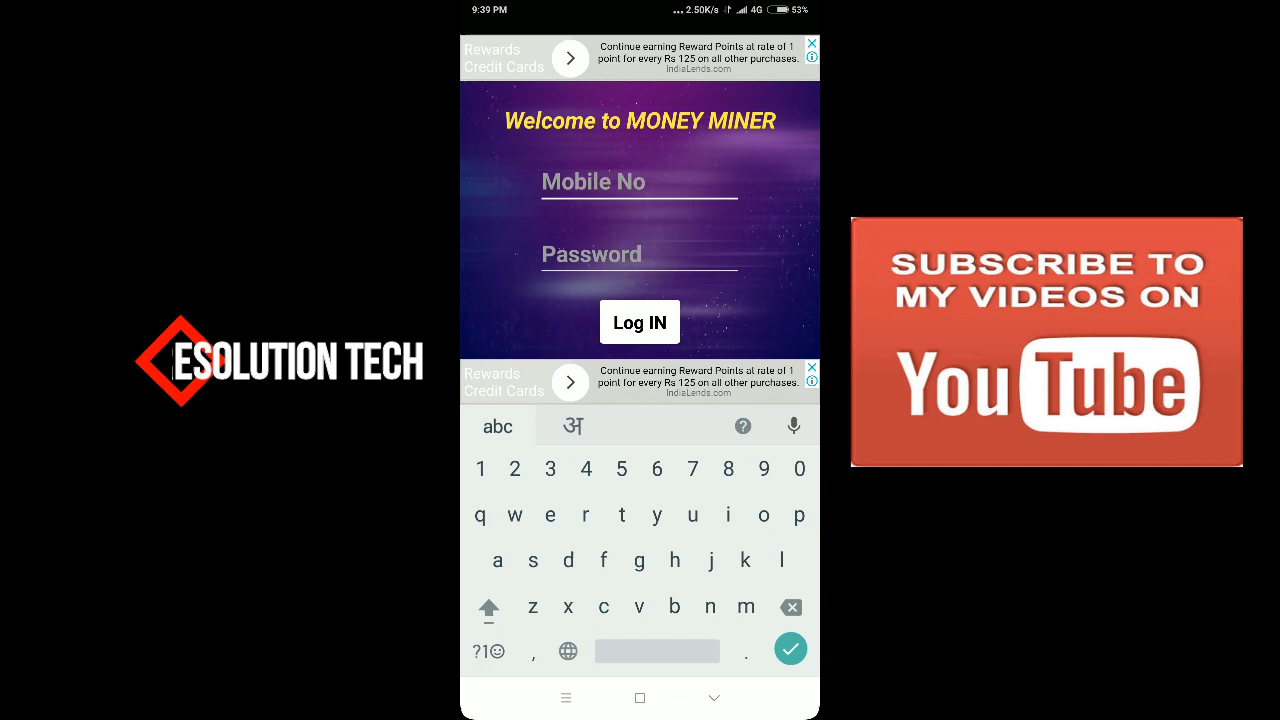 9:39 PM
... 2.50K/s 4G 53%
Rewards
Credit Cards
Continue earning Reward Points at rate of 1
point for every Rs 125 on all other purchases.
IndiaLends.com
Welcome to MONEY MINER
Mobile No
Password
Log IN
Rewards
Credit Cards
Continue earning Reward Points at rate of 1
point for every Rs 125 on all other purchases.
IndiaLends.com
abc अ ?
1 2 3 4 5 6 7 8 9 0
q w e r t y u i o p
a s d f g h j k l
z x c v b n m
?1☺ , .
ESOLUTION TECH
SUBSCRIBE TO
MY VIDEOS ON
YouTube